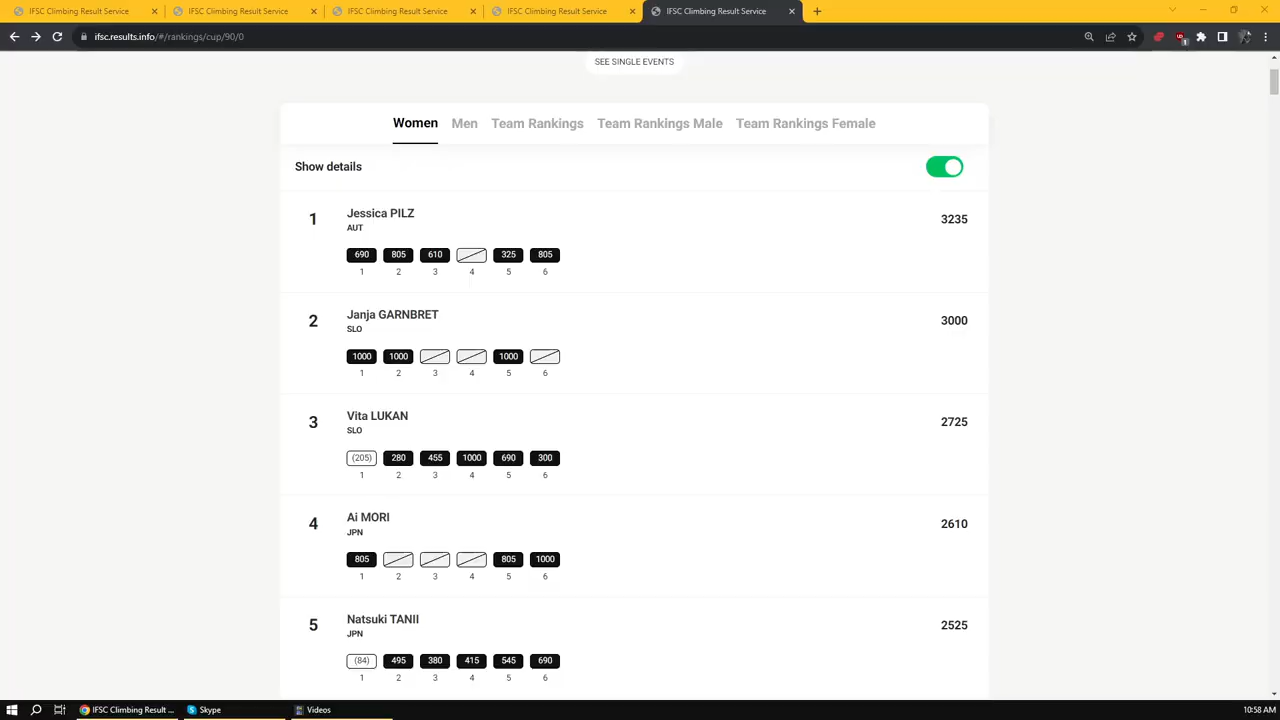 IFSC Climbing Result Service
IFSC Climbing Result Service
IFSC Climbing Result Service
IFSC Climbing Result Service
IFSC Climbing Result Service
ifsc.results.info/#/rankings/cup/90/0
1
SEE SINGLE EVENTS
Women Men Team Rankings Team Rankings Male Team Rankings Female
Show details
1 Jessica PILZ 3235
AUT
690 805 610 325 805
1 2 3 4 5 6
2 Janja GARNBRET 3000
SLO
1000 1000 1000
1 2 3 4 5 6
3 Vita LUKAN 2725
SLO
(205) 280 455 1000 690 300
1 2 3 4 5 6
4 Ai MORI 2610
JPN
805 805 1000
1 2 3 4 5 6
5 Natsuki TANII 2525
JPN
(84) 495 380 415 545 690
1 2 3 4 5 6
IFSC Climbing Result ... Skype Videos 10:58 AM